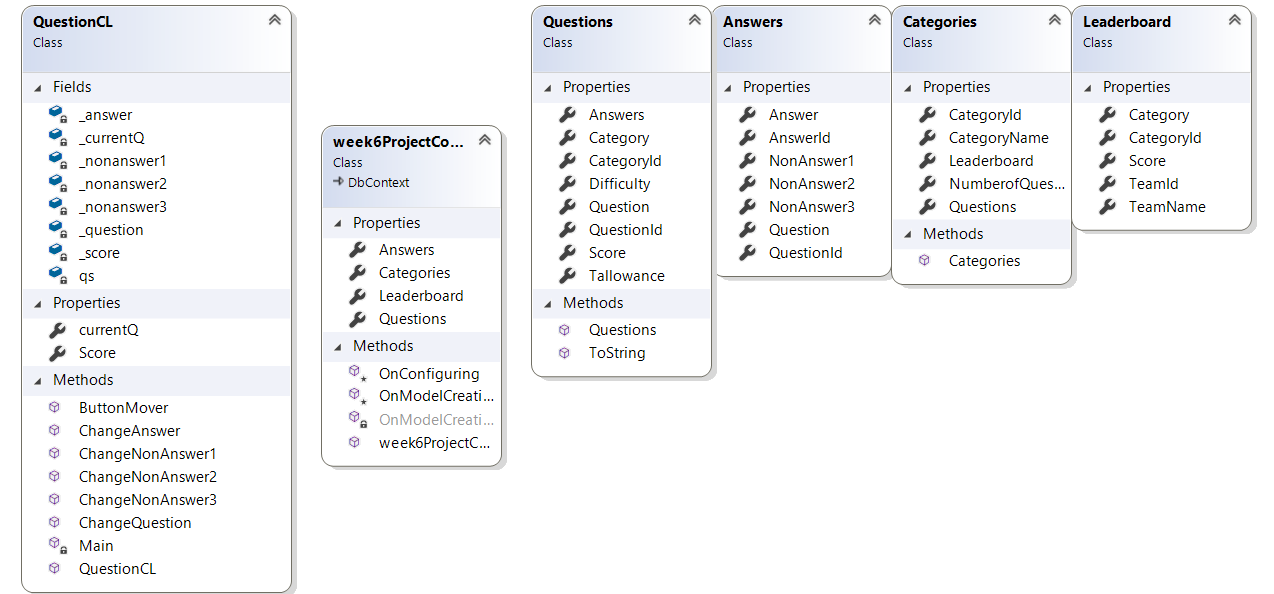 QuestionCL
Class
Fields
_answer
_currentQ
_nonanswer1
_nonanswer2
_nonanswer3
_question
_score
qs
Properties
currentQ
Score
Methods
ButtonMover
ChangeAnswer
ChangeNonAnswer1
ChangeNonAnswer2
ChangeNonAnswer3
ChangeQuestion
Main
QuestionCL
week6ProjectCo...
Class
DbContext
Properties
Answers
Categories
Leaderboard
Questions
Methods
OnConfiguring
OnModelCreati...
OnModelCreati...
week6ProjectC...
Questions
Class
Properties
Answers
Category
CategoryId
Difficulty
Question
QuestionId
Score
Tallowance
Methods
Questions
ToString
Answers
Class
Properties
Answer
AnswerId
NonAnswer1
NonAnswer2
NonAnswer3
Question
QuestionId
Categories
Class
Properties
CategoryId
CategoryName
Leaderboard
NumberofQues...
Questions
Methods
Categories
Leaderboard
Class
Properties
Category
CategoryId
Score
TeamId
TeamName